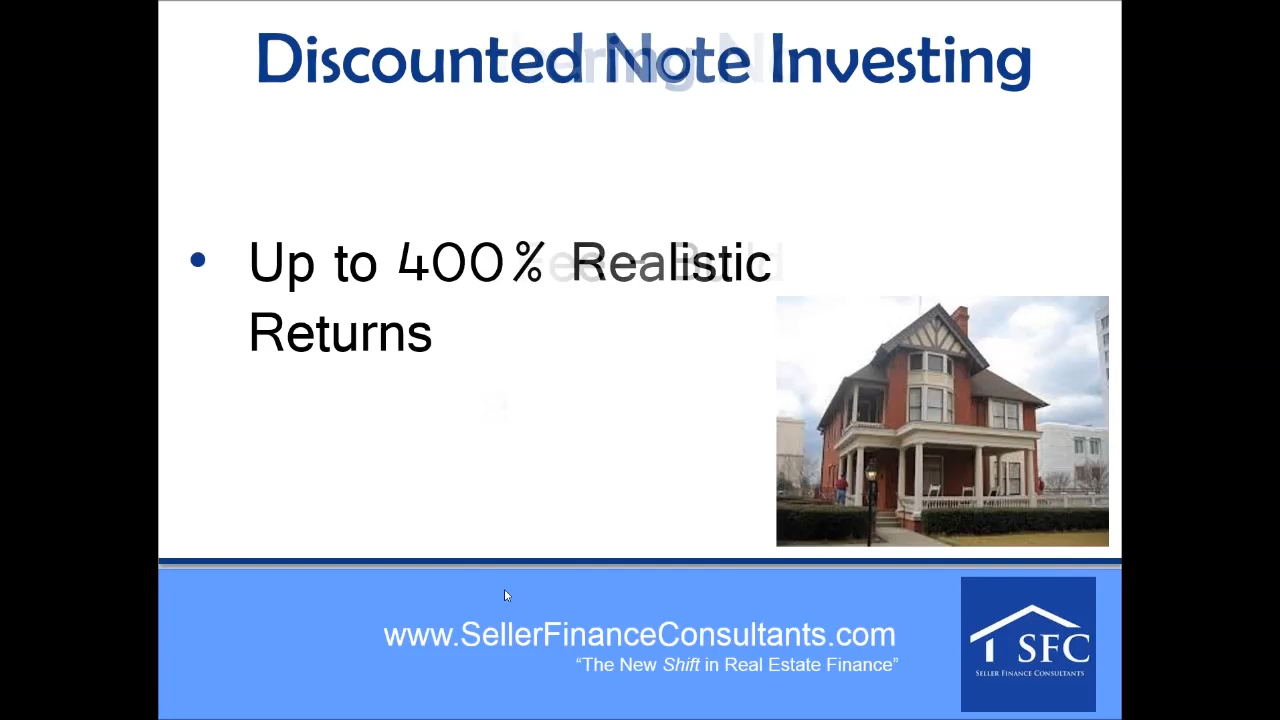 Discounted Note Investing
• Up to 400% Realistic
Returns
www.SellerFinanceConsultants.com
“The New Shift in Real Estate Finance”
SFC
SELLER FINANCE CONSULTANTS